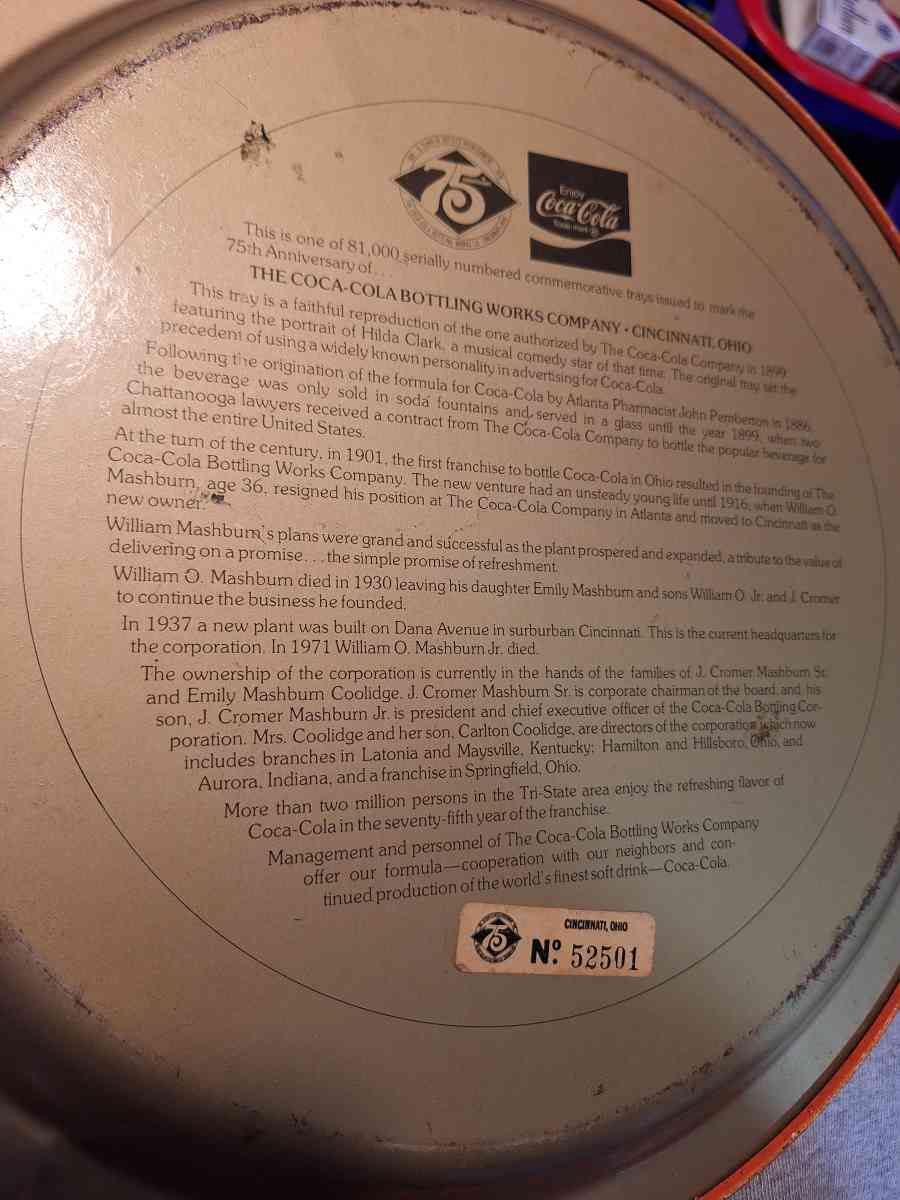 75
Enjoy
Coca-Cola
Trade-mark ®
This is one of 81,000 serially numbered commemorative trays issued to mark the
75th Anniversary of. . .
THE COCA-COLA BOTTLING WORKS COMPANY • CINCINNATI, OHIO
This tray is a faithful reproduction of the one authorized by The Coca-Cola Company in 1899
featuring the portrait of Hilda Clark, a musical comedy star of that time. The original tray set the
precedent of using a widely known personality in advertising for Coca-Cola.
Following the origination of the formula for Coca-Cola by Atlanta Pharmacist John Pemberton in 1886,
the beverage was only sold in soda fountains and served in a glass until the year 1899, when two
Chattanooga lawyers received a contract from The Coca-Cola Company to bottle the popular beverage for
almost the entire United States.
At the turn of the century, in 1901, the first franchise to bottle Coca-Cola in Ohio resulted in the founding of The
Coca-Cola Bottling Works Company. The new venture had an unsteady young life until 1916, when William O.
Mashburn, age 36, resigned his position at The Coca-Cola Company in Atlanta and moved to Cincinnati as the
new owner.
William Mashburn's plans were grand and successful as the plant prospered and expanded, a tribute to the value of
delivering on a promise. . .the simple promise of refreshment.
William O. Mashburn died in 1930 leaving his daughter Emily Mashburn and sons William O. Jr. and J. Cromer
to continue the business he founded.
In 1937 a new plant was built on Dana Avenue in surburban Cincinnati. This is the current headquarters for
the corporation. In 1971 William O. Mashburn Jr. died.
The ownership of the corporation is currently in the hands of the families of J. Cromer Mashburn Sr.
and Emily Mashburn Coolidge. J. Cromer Mashburn Sr. is corporate chairman of the board, and his
son, J. Cromer Mashburn Jr. is president and chief executive officer of the Coca-Cola Bottling Cor-
poration. Mrs. Coolidge and her son, Carlton Coolidge, are directors of the corporation which now
includes branches in Latonia and Maysville, Kentucky; Hamilton and Hillsboro, Ohio, and
Aurora, Indiana, and a franchise in Springfield, Ohio.
More than two million persons in the Tri-State area enjoy the refreshing flavor of
Coca-Cola in the seventy-fifth year of the franchise.
Management and personnel of The Coca-Cola Bottling Works Company
offer our formula—cooperation with our neighbors and con-
tinued production of the world's finest soft drink—Coca-Cola.
75
CINCINNATI, OHIO
Nº 52501